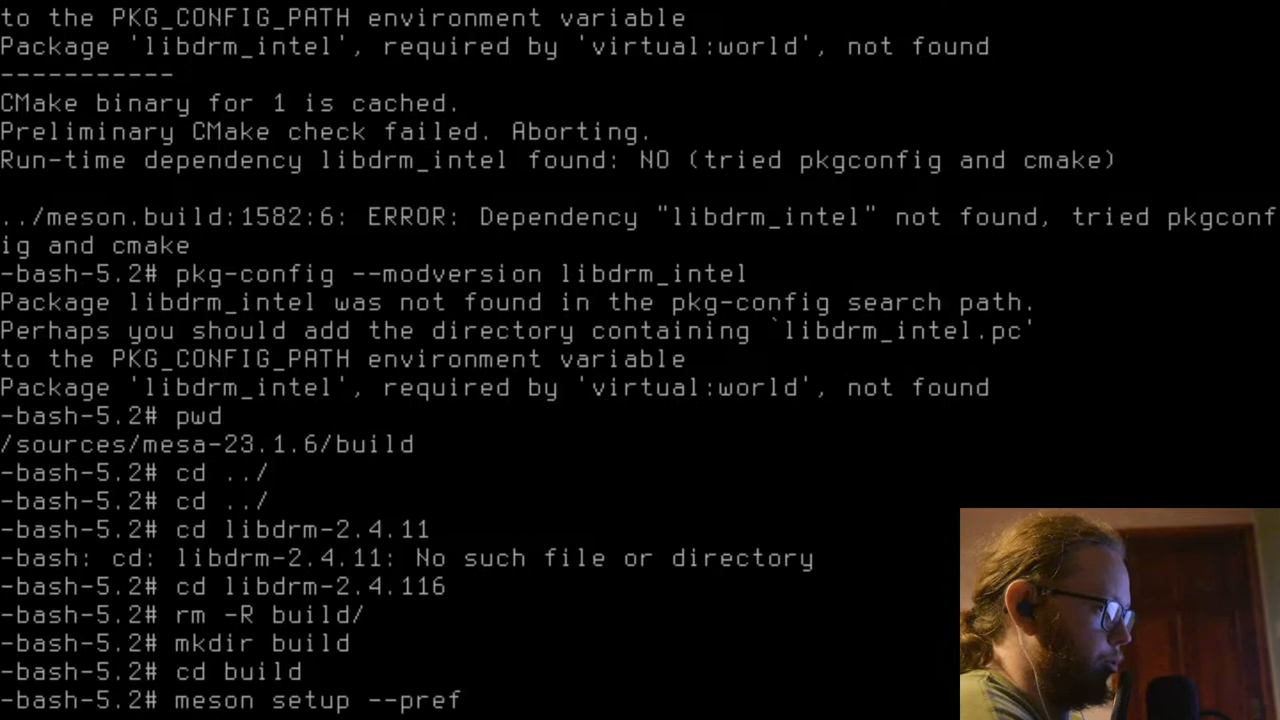 to the PKG_CONFIG_PATH environment variable
Package 'libdrm_intel', required by 'virtual:world', not found
-----------
CMake binary for 1 is cached.
Preliminary CMake check failed. Aborting.
Run-time dependency libdrm_intel found: NO (tried pkgconfig and cmake)
../meson.build:1582:6: ERROR: Dependency "libdrm_intel" not found, tried pkgconf
ig and cmake
-bash-5.2# pkg-config --modversion libdrm_intel
Package libdrm_intel was not found in the pkg-config search path.
Perhaps you should add the directory containing `libdrm_intel.pc'
to the PKG_CONFIG_PATH environment variable
Package 'libdrm_intel', required by 'virtual:world', not found
-bash-5.2# pwd
/sources/mesa-23.1.6/build
-bash-5.2# cd ../
-bash-5.2# cd ../
-bash-5.2# cd libdrm-2.4.11
-bash: cd: libdrm-2.4.11: No such file or directory
-bash-5.2# cd libdrm-2.4.116
-bash-5.2# rm -R build/
-bash-5.2# mkdir build
-bash-5.2# cd build
-bash-5.2# meson setup --pref